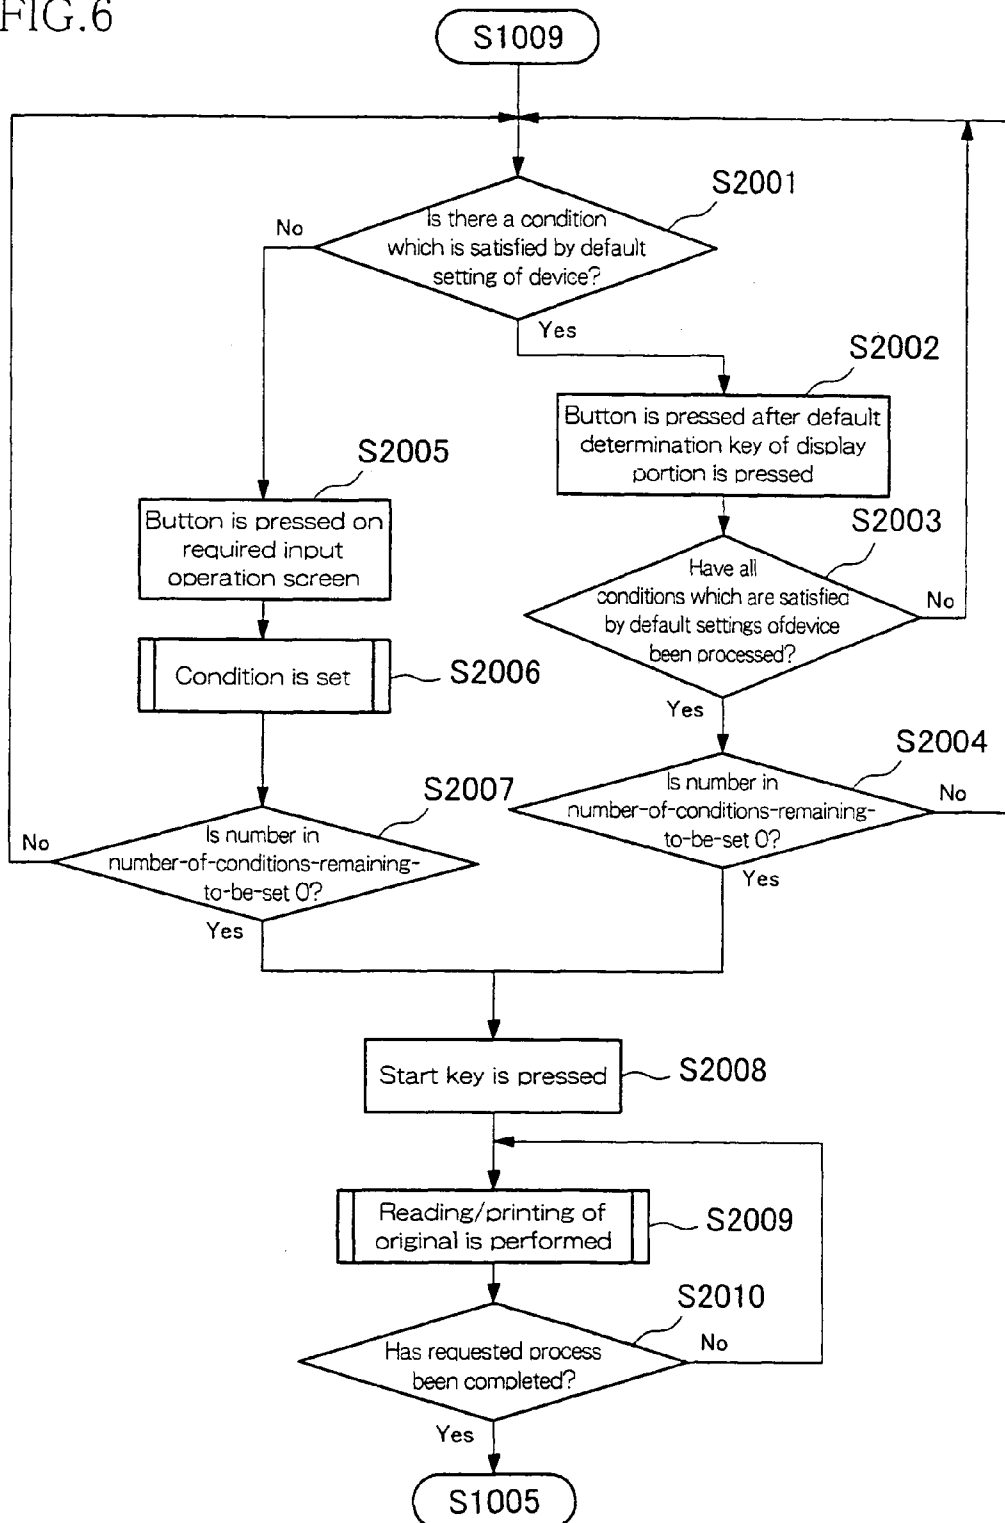 FIG.6
S1009
S2001
Is there a condition
which is satisfied by default
setting of device?
No
Yes
S2002
Button is pressed after default
determination key of display
portion is pressed
S2005
Button is pressed on
required input
operation screen
S2003
Have all
conditions which are satisfied
by default settings ofdevice
been processed?
No
Yes
S2006
Condition is set
S2004
Is number in
number-of-conditions-remaining-
to-be-set 0?
No
Yes
S2007
Is number in
number-of-conditions-remaining-
to-be-set 0?
No
Yes
S2008
Start key is pressed
S2009
Reading/printing of
original is performed
S2010
Has requested process
been completed?
No
Yes
S1005